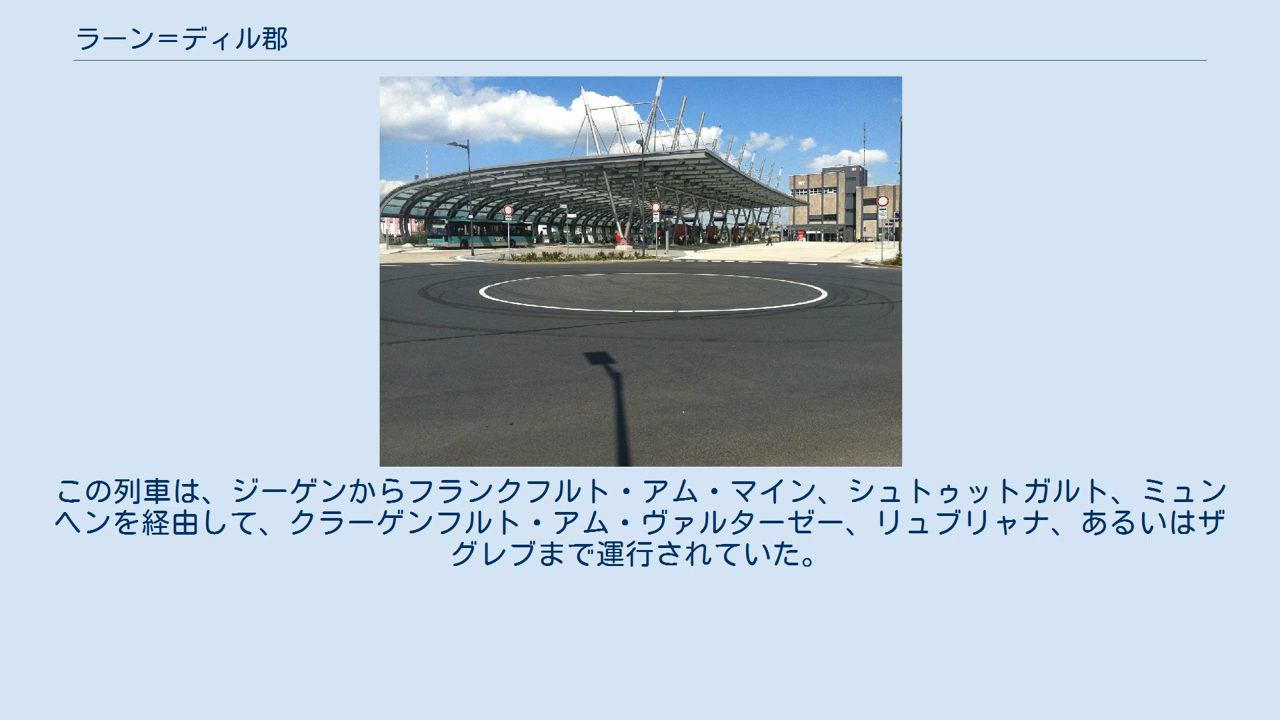 ラーン＝ディル郡
この列車は、ジーゲンからフランクフルト・アム・マイン、シュトゥットガルト、ミュン
ヘンを経由して、クラーゲンフルト・アム・ヴァルターゼー、リュブリャナ、あるいはザ
グレブまで運行されていた。